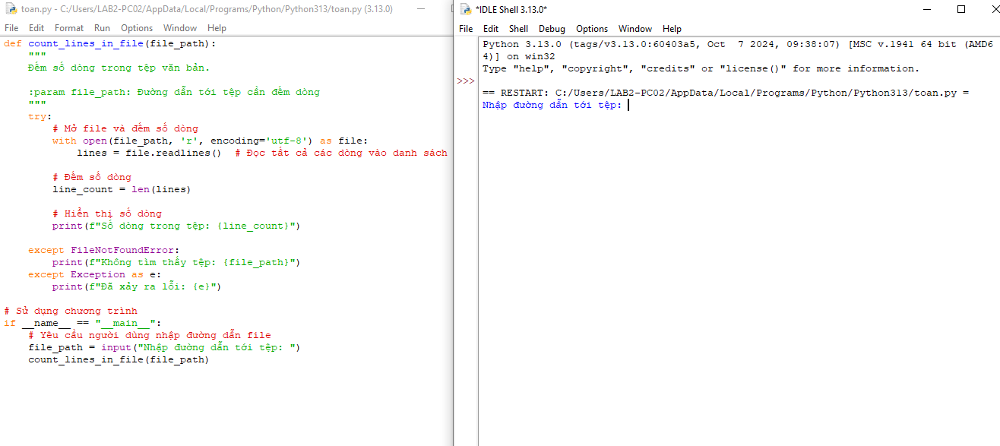 toan.py - C:/Users/LAB2-PC02/AppData/Local/Programs/Python/Python313/toan.py (3.13.0)
File Edit Format Run Options Window Help
def count_lines_in_file(file_path):
    """
    Đếm số dòng trong tệp văn bản.

    :param file_path: Đường dẫn tới tệp cần đếm dòng
    """
    try:
        # Mở file và đếm số dòng
        with open(file_path, 'r', encoding='utf-8') as file:
            lines = file.readlines()  # Đọc tất cả các dòng vào danh sách

        # Đếm số dòng
        line_count = len(lines)

        # Hiển thị số dòng
        print(f"Số dòng trong tệp: {line_count}")

    except FileNotFoundError:
        print(f"Không tìm thấy tệp: {file_path}")
    except Exception as e:
        print(f"Đã xảy ra lỗi: {e}")

# Sử dụng chương trình
if __name__ == "__main__":
    # Yêu cầu người dùng nhập đường dẫn file
    file_path = input("Nhập đường dẫn tới tệp: ")
    count_lines_in_file(file_path)
*IDLE Shell 3.13.0*
File Edit Shell Debug Options Window Help
Python 3.13.0 (tags/v3.13.0:60403a5, Oct  7 2024, 09:38:07) [MSC v.1941 64 bit (AMD6
4)] on win32
Type "help", "copyright", "credits" or "license()" for more information.
>>>
== RESTART: C:/Users/LAB2-PC02/AppData/Local/Programs/Python/Python313/toan.py =
Nhập đường dẫn tới tệp: